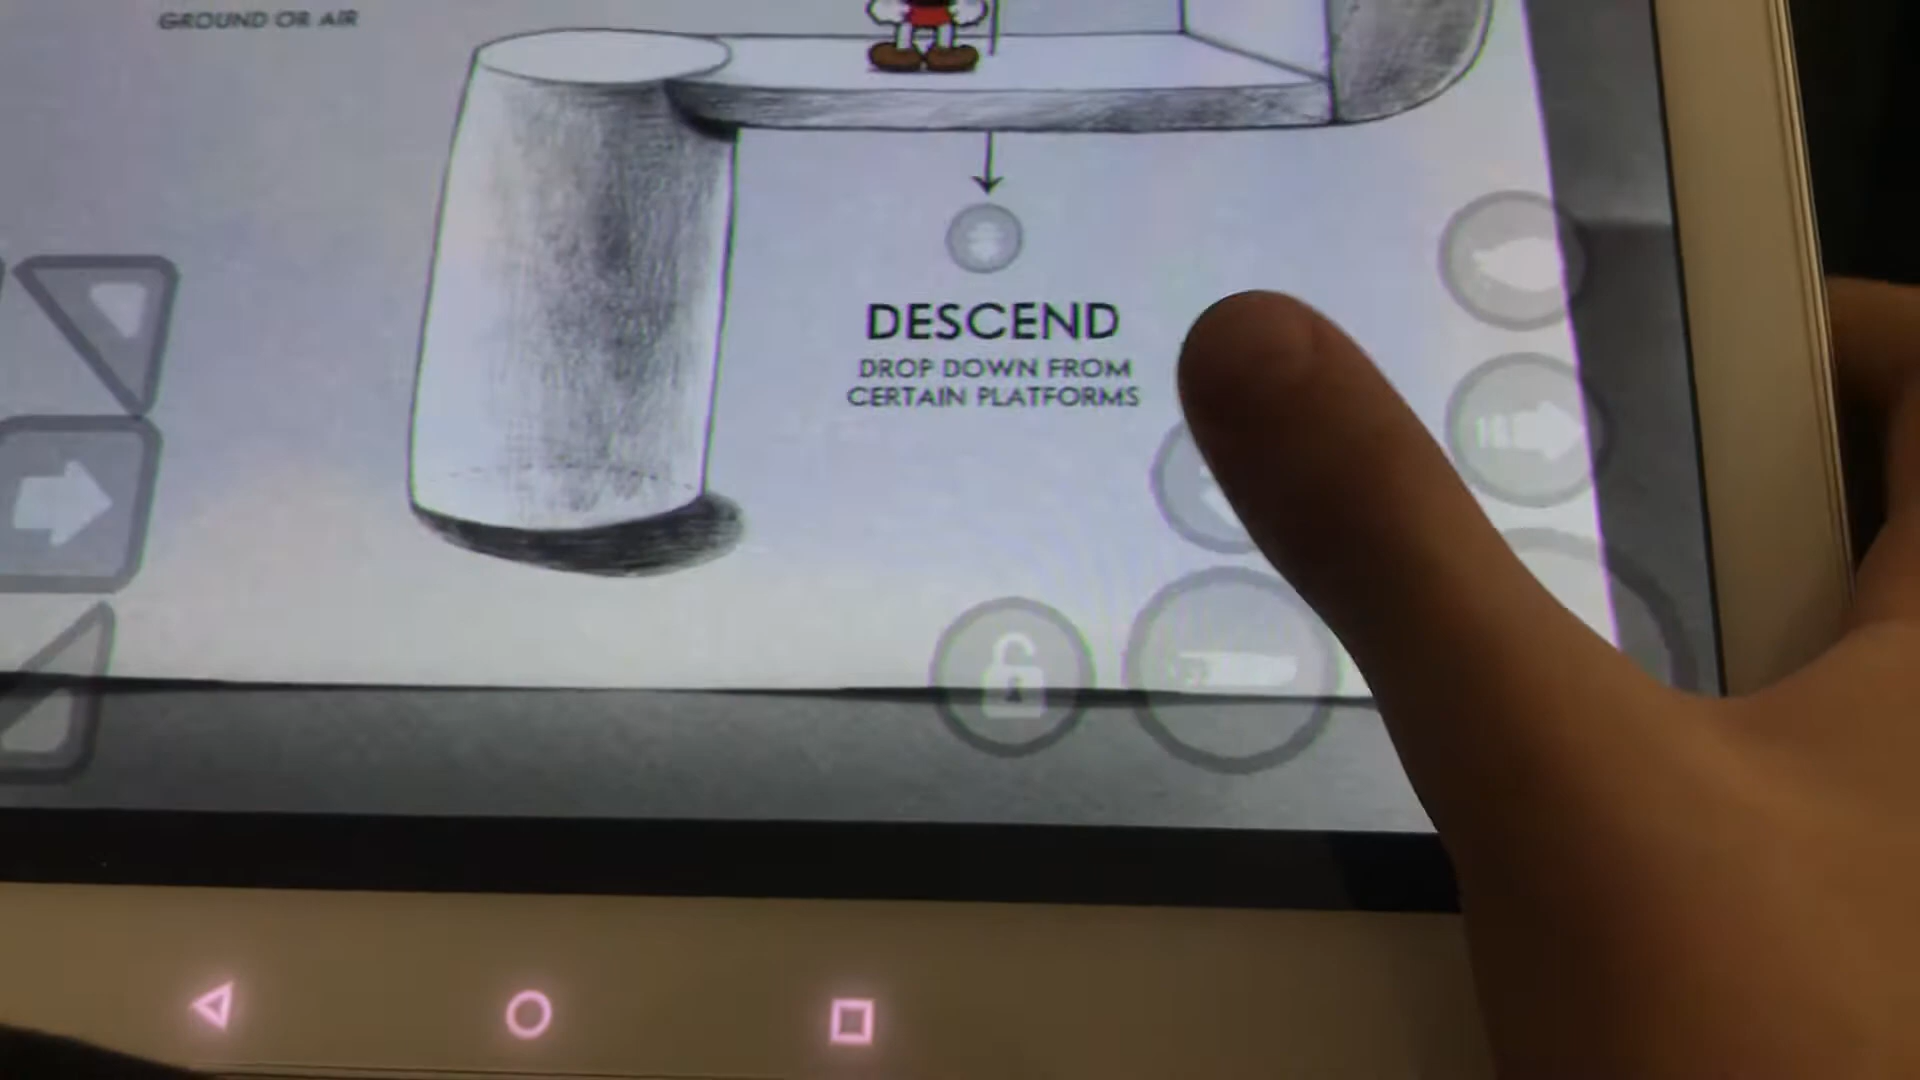 GROUND OR AIR
DESCEND
DROP DOWN FROM
CERTAIN PLATFORMS